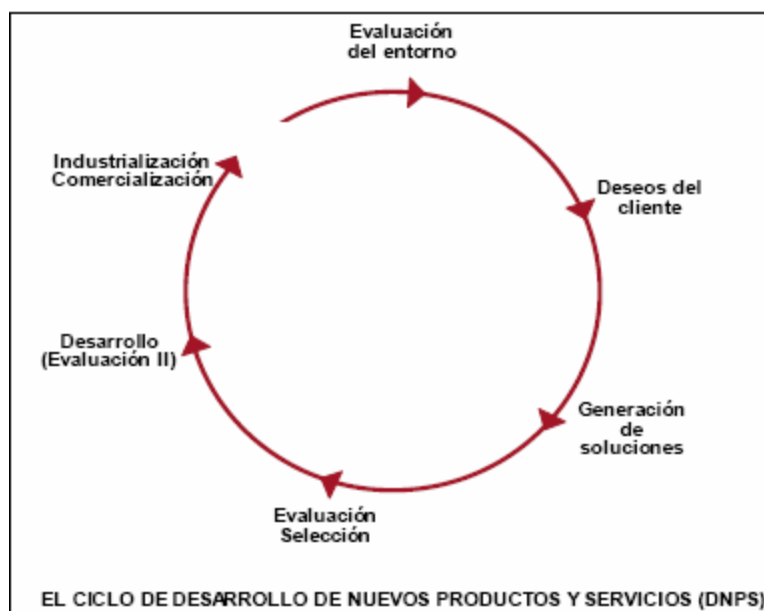 Evaluación
del entorno
Deseos del
cliente
Generación
de
soluciones
Evaluación
Selección
Desarrollo
(Evaluación II)
Industrialización
Comercialización
EL CICLO DE DESARROLLO DE NUEVOS PRODUCTOS Y SERVICIOS (DNPS)